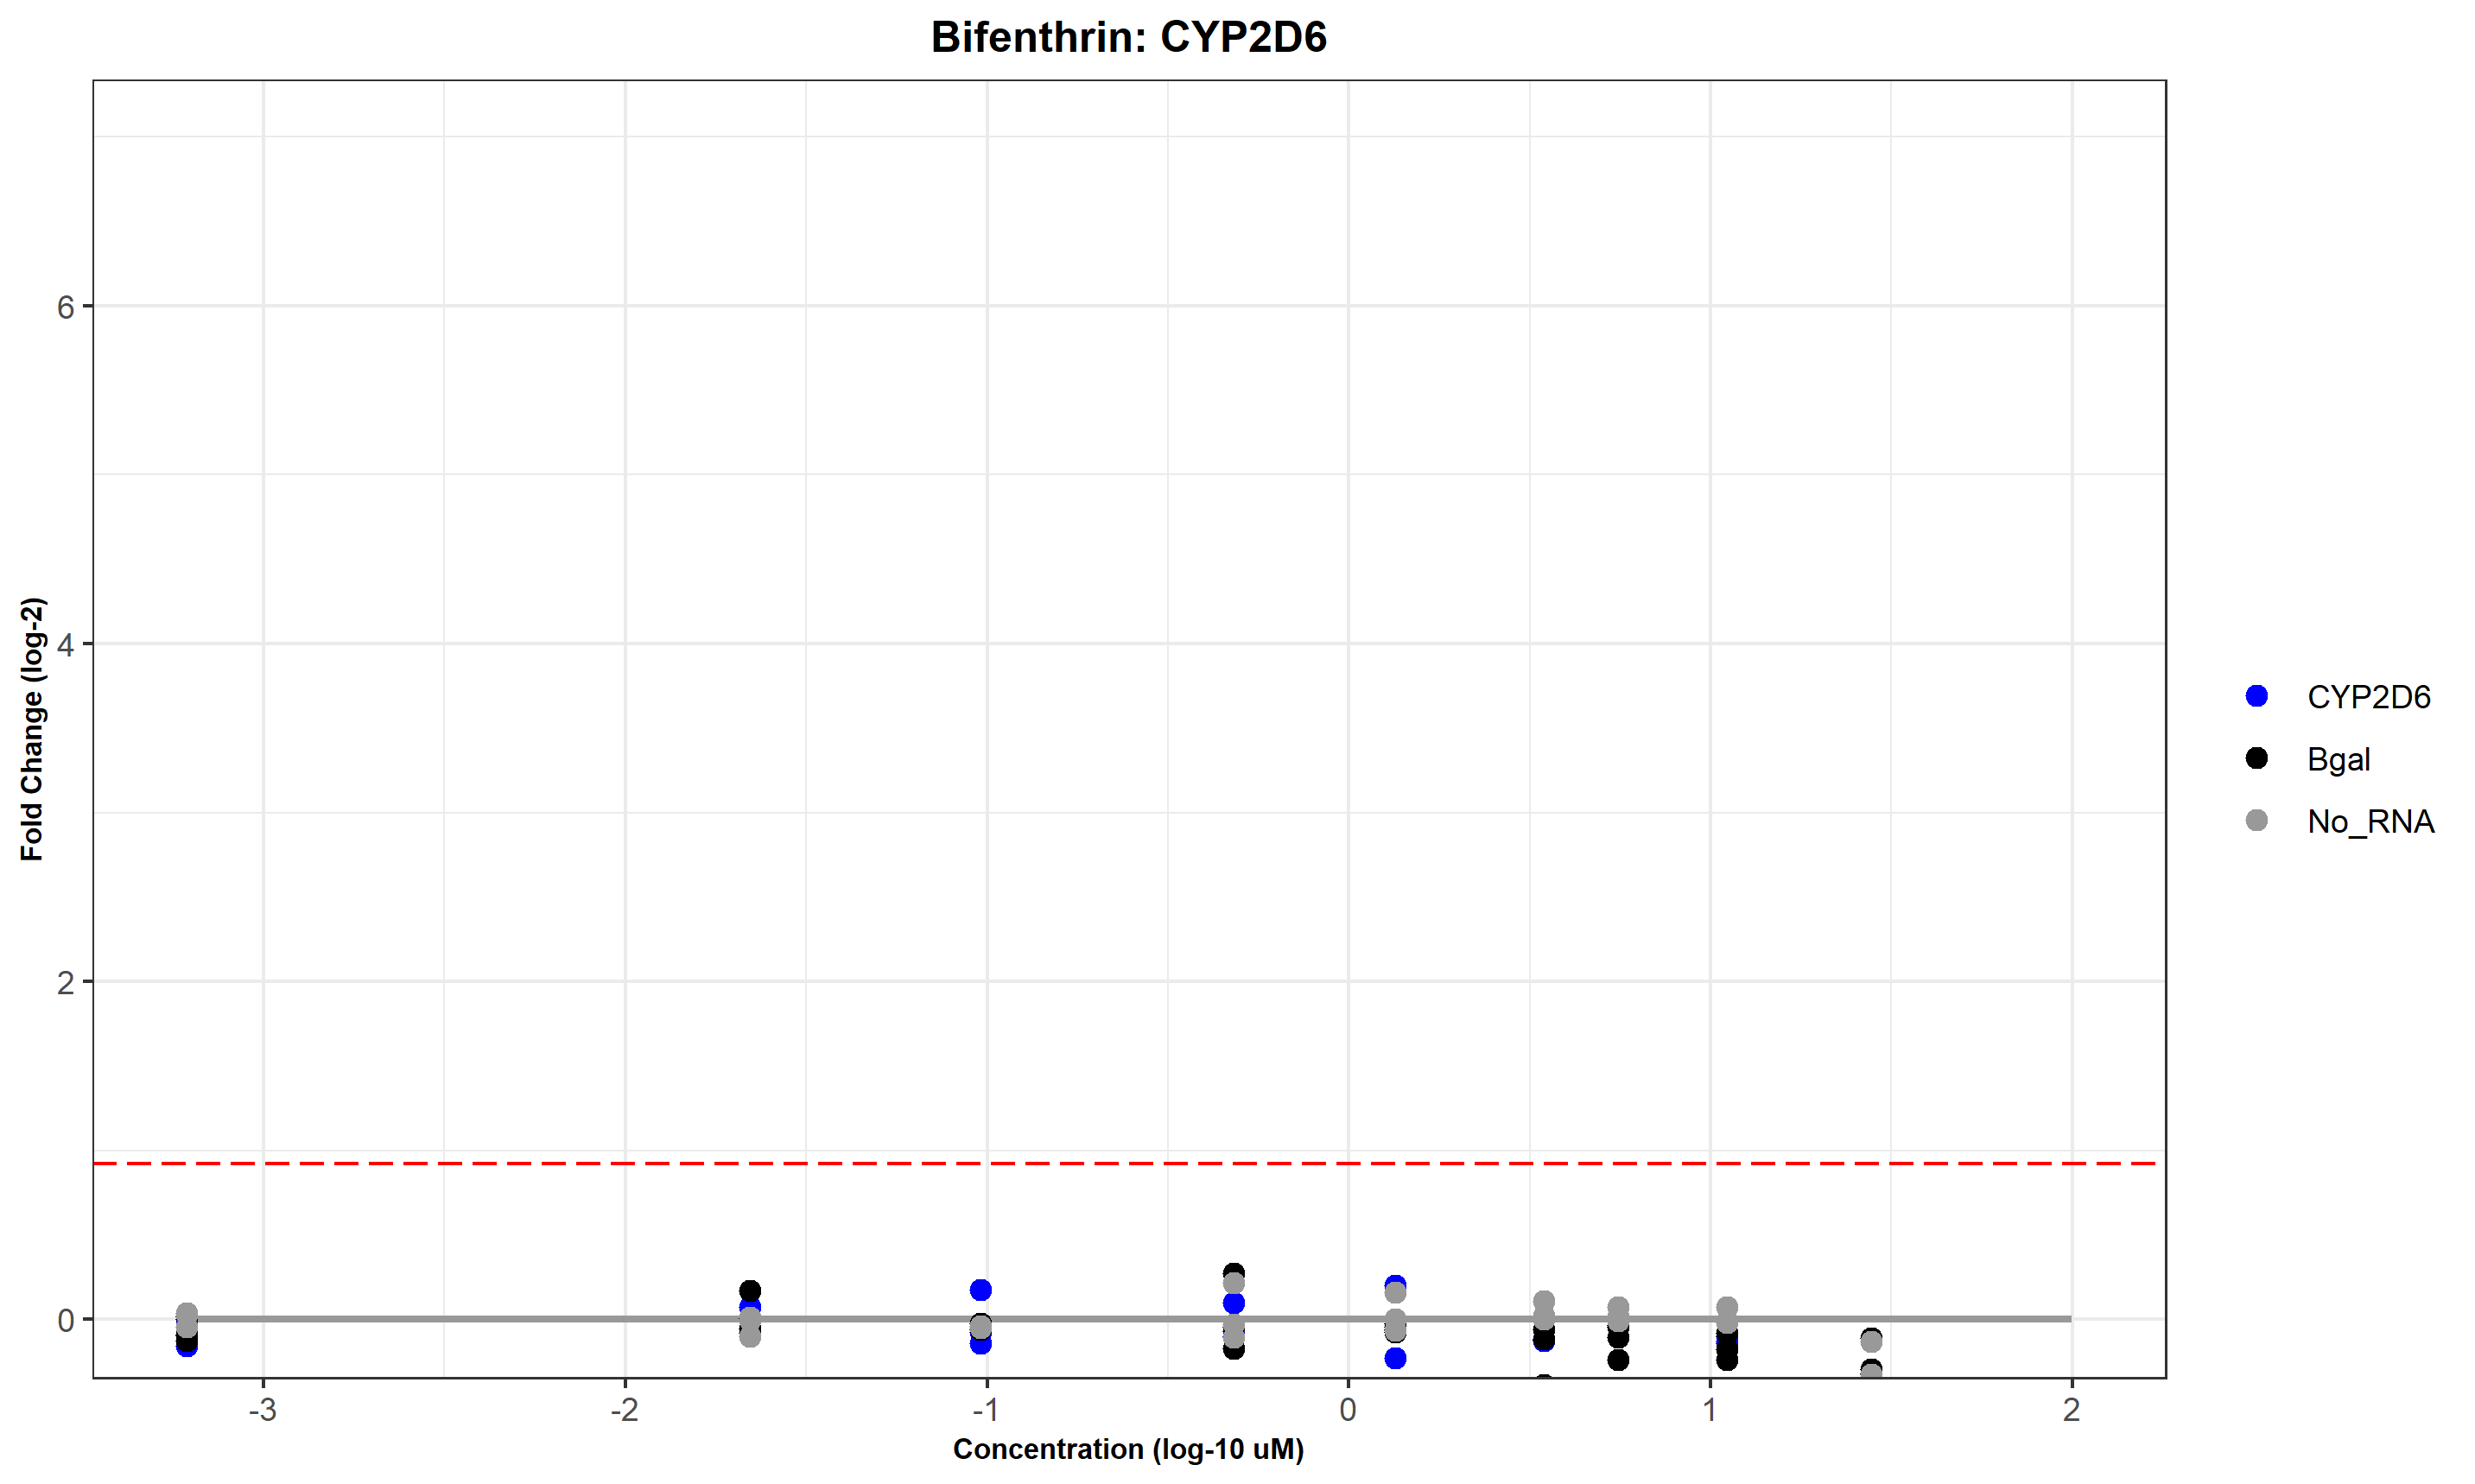 Bifenthrin: CYP2D6
Fold Change (log-2)
6
4
2
0
-3
-2
-1
0
1
2
Concentration (log-10 uM)
CYP2D6
Bgal
No_RNA